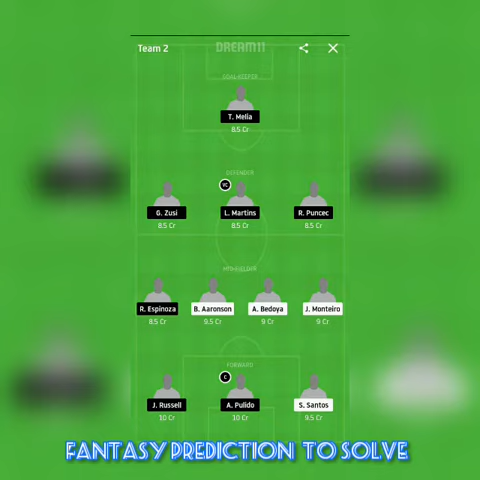 Team 2 DREAM11
GOAL-KEEPER
T. Melia
8.5 Cr
DEFENDER
VC
G. Zusi L. Martins R. Puncec
8.5 Cr 8.5 Cr 8.5 Cr
MIDFIELDER
R. Espinoza B. Aaronson A. Bedoya J. Monteiro
8.5 Cr 9.5 Cr 9 Cr 9 Cr
FORWARD
C
J. Russell A. Pulido S. Santos
10 Cr 10 Cr 9.5 Cr
FANTASY PREDICTION TO SOLVE